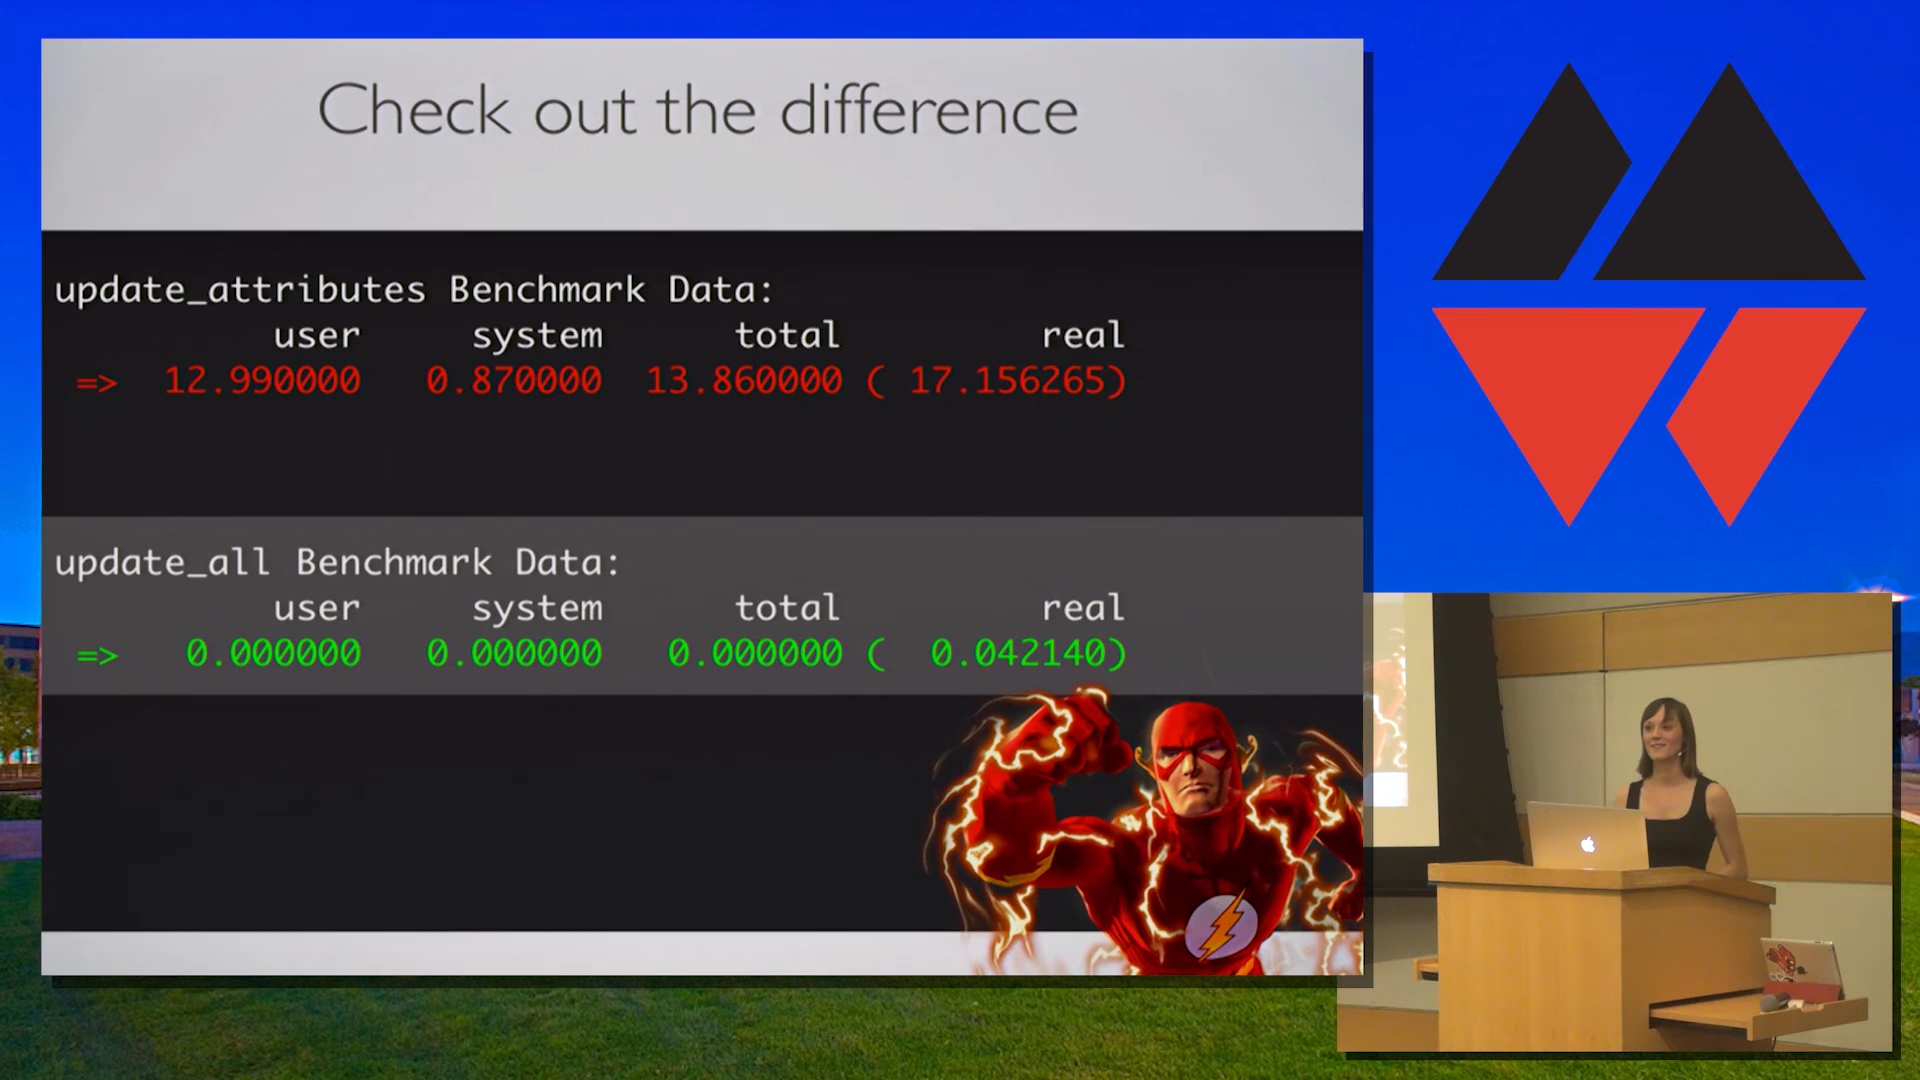 Check out the difference
update_attributes Benchmark Data:
user system total real
=> 12.990000 0.870000 13.860000 ( 17.156265)
update_all Benchmark Data:
user system total real
=> 0.000000 0.000000 0.000000 ( 0.042140)